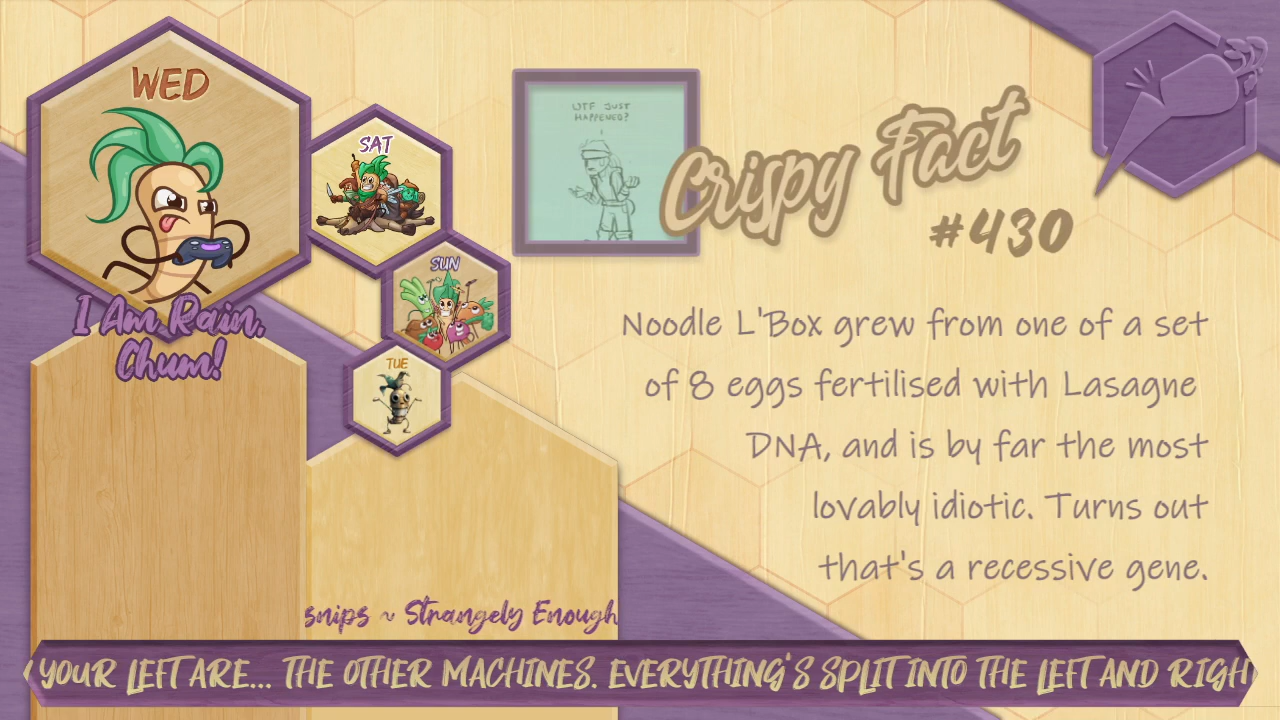 WED
SAT
SUN
TUE
I Am Rain,
Chum!
WTF JUST
HAPPENED?
Crispy Fact
#430
Noodle L'Box grew from one of a set
of 8 eggs fertilised with Lasagne
DNA, and is by far the most
lovably idiotic. Turns out
that's a recessive gene.
snips ~ Strangely Enough
YOUR LEFT ARE... THE OTHER MACHINES. EVERYTHING'S SPLIT INTO THE LEFT AND RIGH